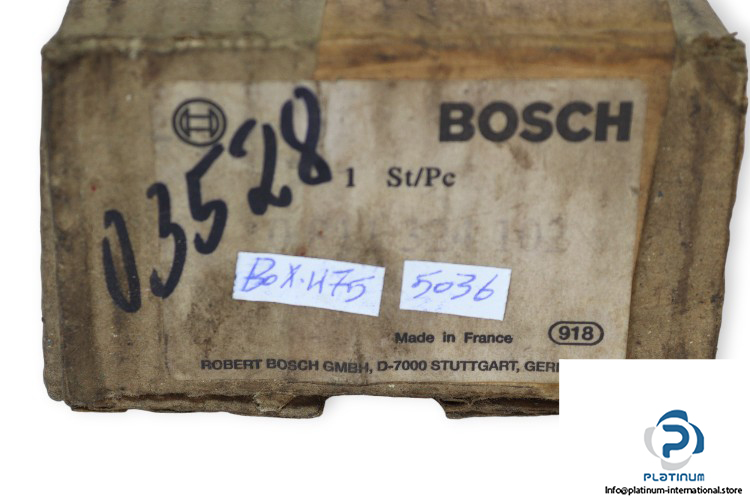 BOSCH
03528
1 St/Pc
BOX.H75
5036
Made in France
918
ROBERT BOSCH GMBH, D-7000 STUTTGART, GER
PLATINUM
Info@platinum-international.store